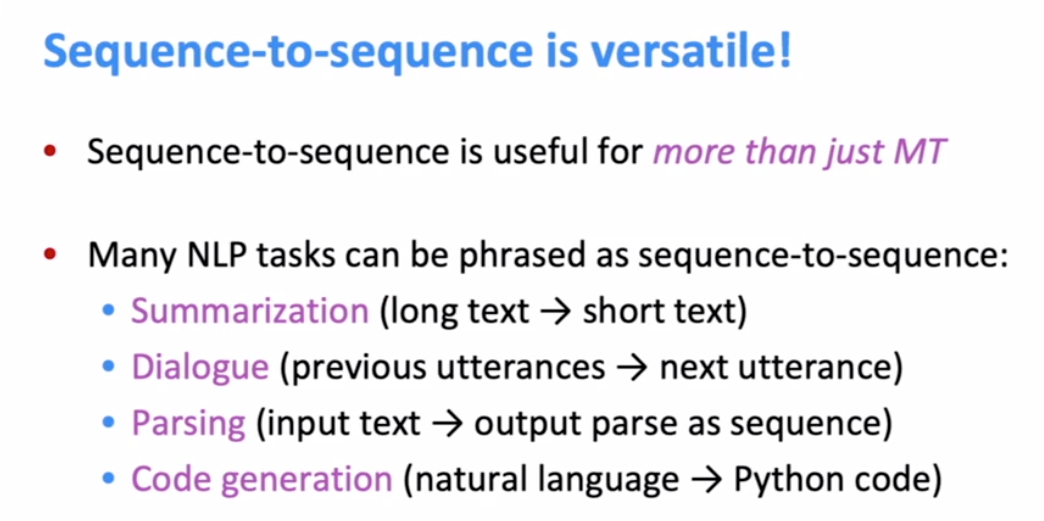 Sequence-to-sequence is versatile!
• Sequence-to-sequence is useful for more than just MT
• Many NLP tasks can be phrased as sequence-to-sequence:
• Summarization (long text → short text)
• Dialogue (previous utterances → next utterance)
• Parsing (input text → output parse as sequence)
• Code generation (natural language → Python code)